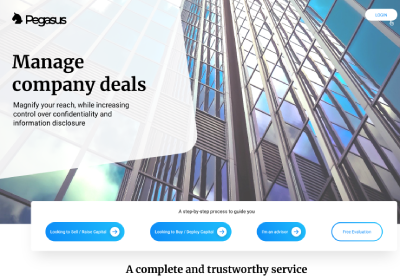 Pegasus
LOGIN
Manage
company deals
Magnify your reach, while increasing
control over confidentiality and
information disclosure
A step-by-step process to guide you
Looking to Sell / Raise Capital
Looking to Buy / Deploy Capital
I'm an advisor
Free Evaluation
A complete and trustworthy service